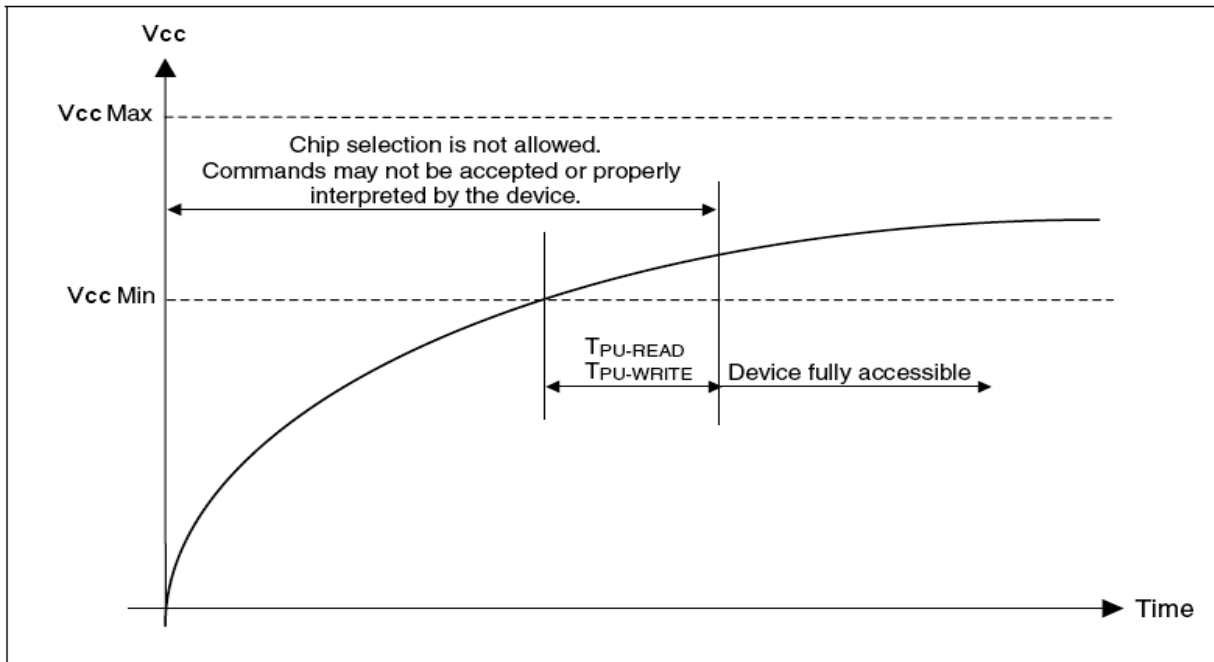 Vcc
Vcc Max
Chip selection is not allowed.
Commands may not be accepted or properly
interpreted by the device.
Vcc Min
TPU-READ
TPU-WRITE
Device fully accessible
Time